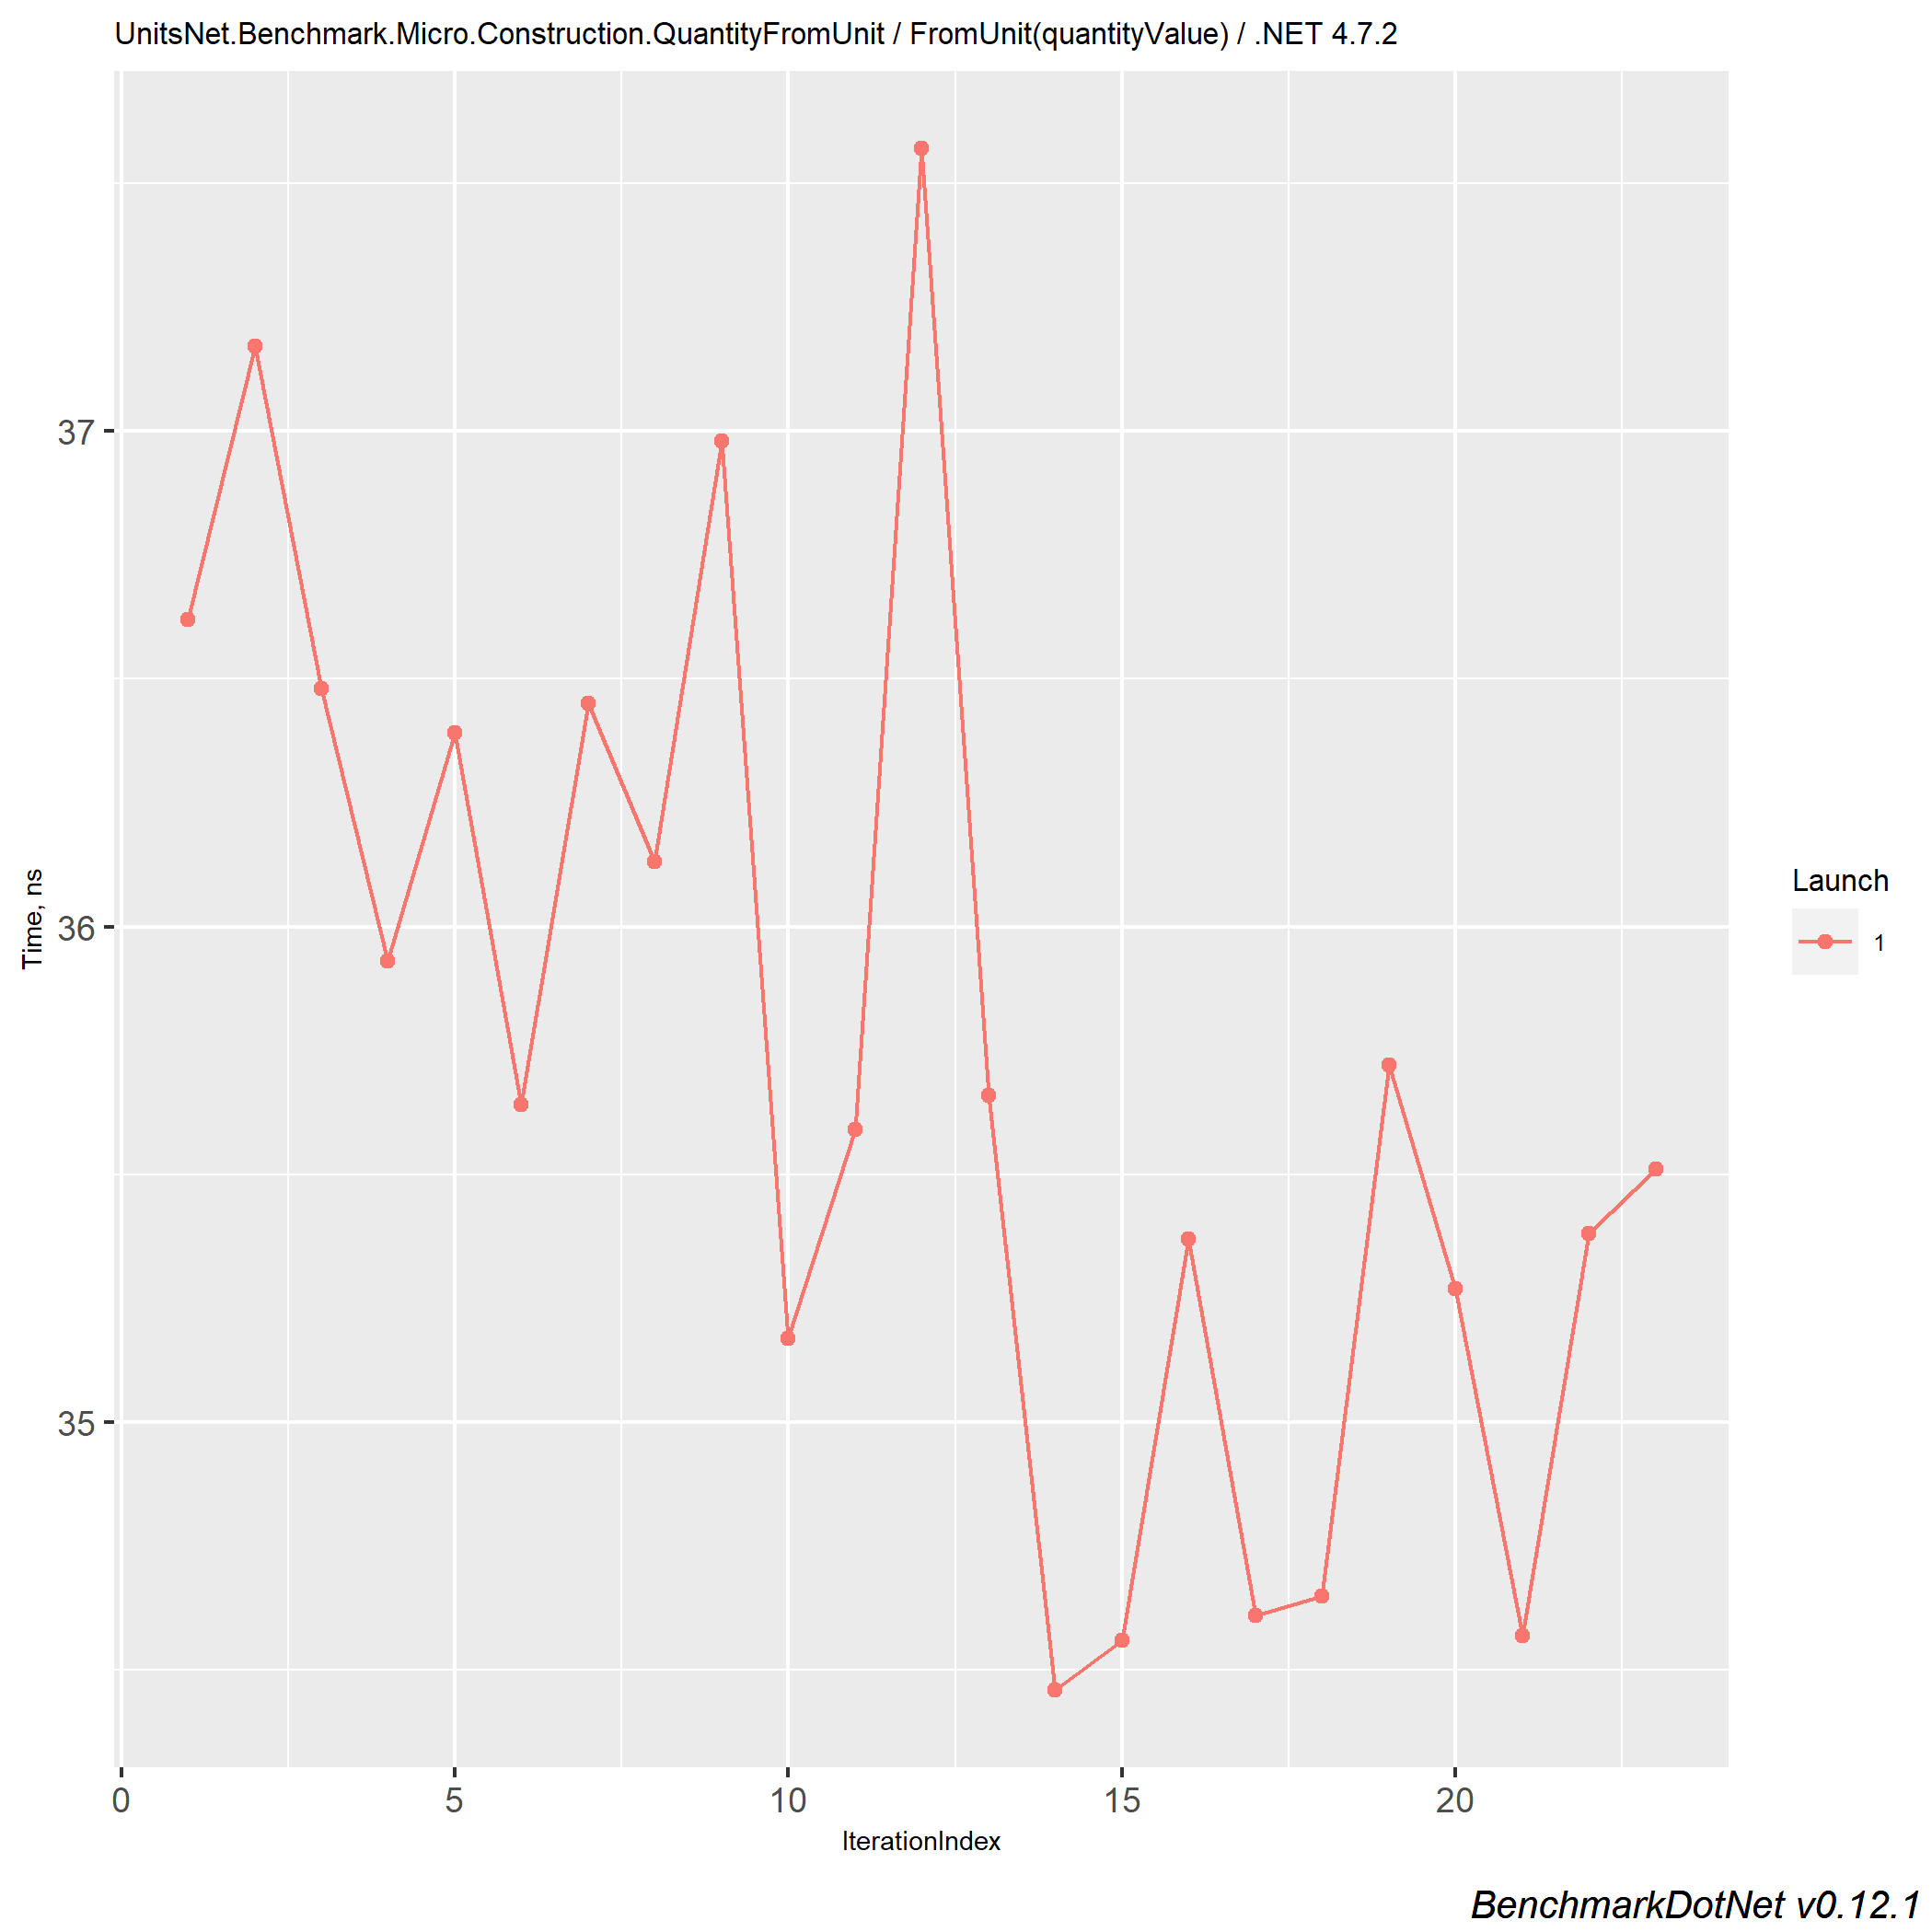 UnitsNet.Benchmark.Micro.Construction.QuantityFromUnit / FromUnit(quantityValue) / .NET 4.7.2
37
36
35
Time, ns
0 5 10 15 20
IterationIndex
Launch
1
BenchmarkDotNet v0.12.1